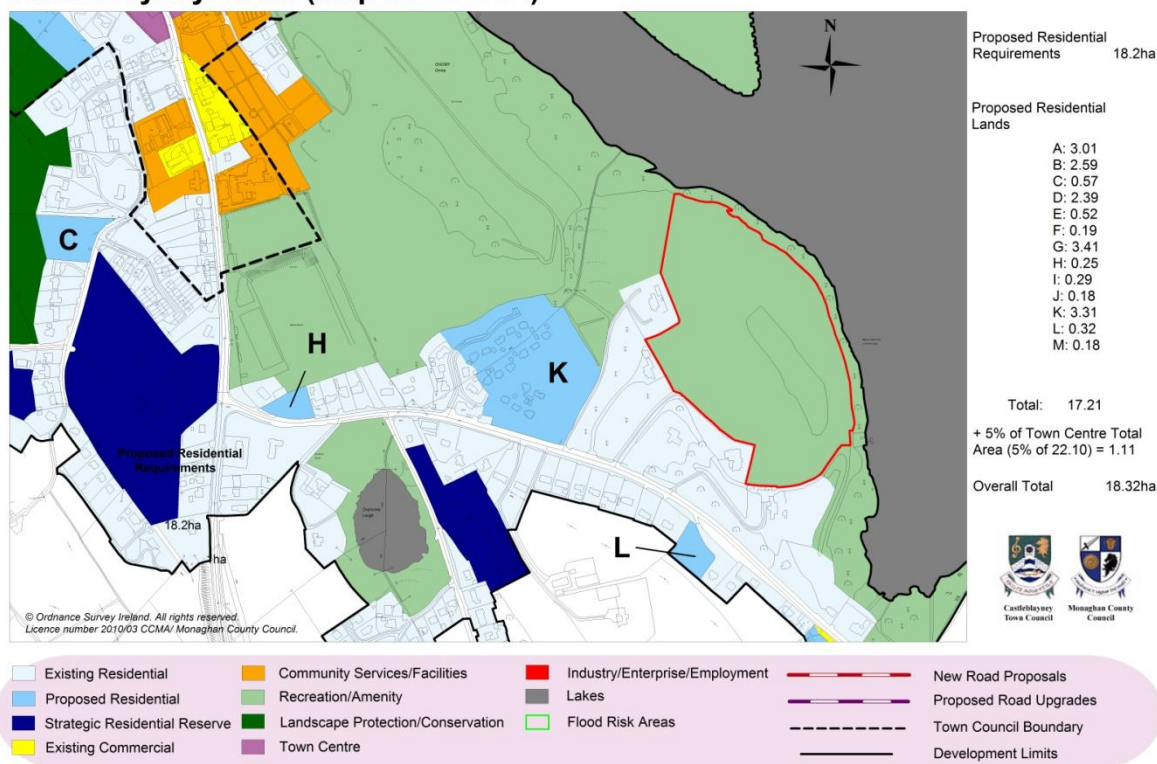 N
C
H
K
L
Proposed Residential
Requirements
18.2ha
© Ordnance Survey Ireland. All rights reserved.
Licence number 2010/03 CCMA/ Monaghan County Council.
Proposed Residential
Requirements 18.2ha
Proposed Residential
Lands
A: 3.01
B: 2.59
C: 0.57
D: 2.39
E: 0.52
F: 0.19
G: 3.41
H: 0.25
I: 0.29
J: 0.18
K: 3.31
L: 0.32
M: 0.18
Total: 17.21
+ 5% of Town Centre Total
Area (5% of 22.10) = 1.11
Overall Total 18.32ha
Castleblayney
Town Council
Monaghan County
Council
Existing Residential
Proposed Residential
Strategic Residential Reserve
Existing Commercial
Community Services/Facilities
Recreation/Amenity
Landscape Protection/Conservation
Town Centre
Industry/Enterprise/Employment
Lakes
Flood Risk Areas
New Road Proposals
Proposed Road Upgrades
Town Council Boundary
Development Limits